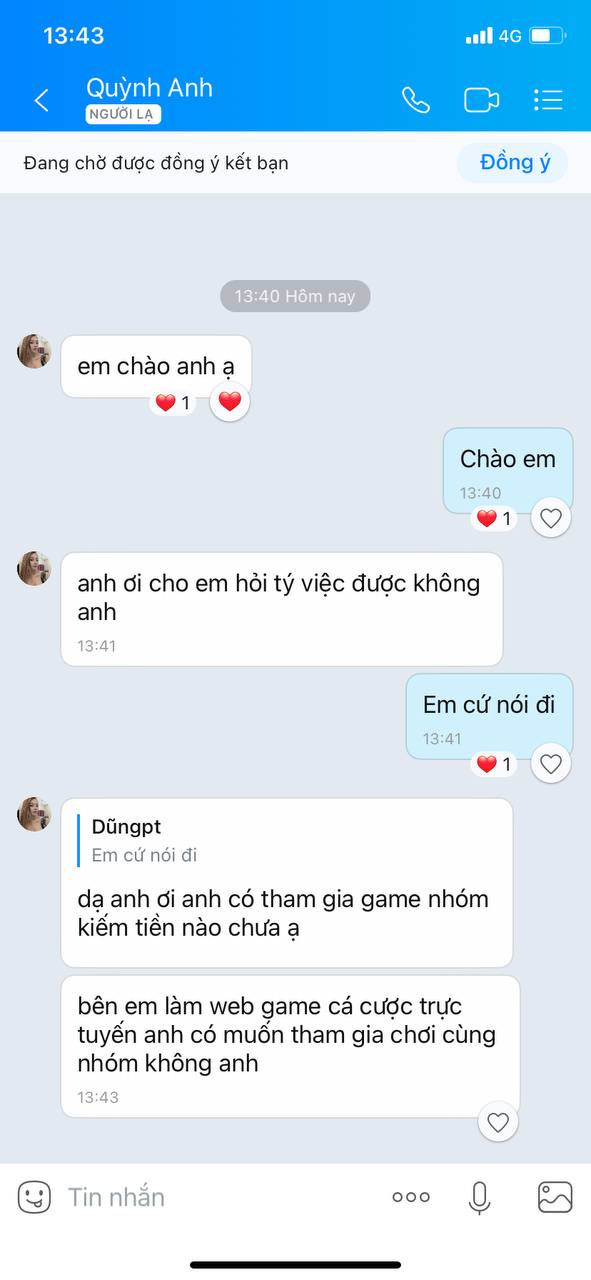 13:43
4G
Quỳnh Anh
NGƯỜI LẠ
Đang chờ được đồng ý kết bạn
Đồng ý
13:40 Hôm nay
em chào anh ạ
1
Chào em
13:40
1
anh ơi cho em hỏi tý việc được không
anh
13:41
Em cứ nói đi
13:41
1
Dũngpt
Em cứ nói đi
dạ anh ơi anh có tham gia game nhóm
kiếm tiền nào chưa ạ
bên em làm web game cá cược trực
tuyến anh có muốn tham gia chơi cùng
nhóm không anh
13:43
Tin nhắn